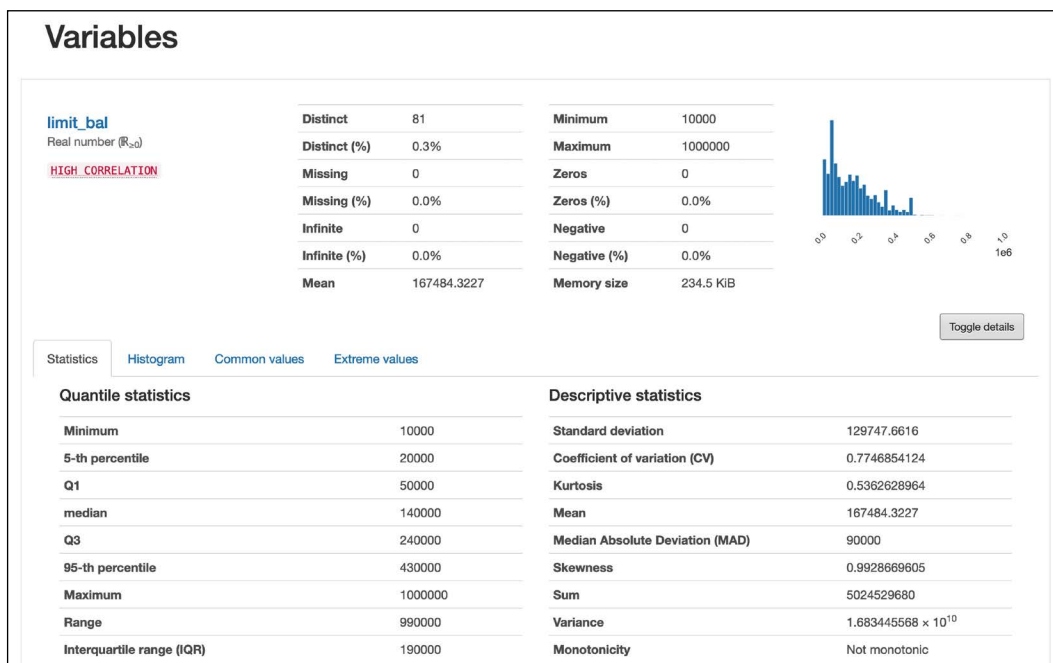 Variables
limit_bal
Real number (ℝ≥0)
HIGH CORRELATION
Distinct 81
Distinct (%) 0.3%
Missing 0
Missing (%) 0.0%
Infinite 0
Infinite (%) 0.0%
Mean 167484.3227
Minimum 10000
Maximum 1000000
Zeros 0
Zeros (%) 0.0%
Negative 0
Negative (%) 0.0%
Memory size 234.5 KiB
0.0 0.2 0.4 0.6 0.8 1.0
1e6
Toggle details
Statistics Histogram Common values Extreme values
Quantile statistics
Minimum 10000
5-th percentile 20000
Q1 50000
median 140000
Q3 240000
95-th percentile 430000
Maximum 1000000
Range 990000
Interquartile range (IQR) 190000
Descriptive statistics
Standard deviation 129747.6616
Coefficient of variation (CV) 0.7746854124
Kurtosis 0.5362628964
Mean 167484.3227
Median Absolute Deviation (MAD) 90000
Skewness 0.9928669605
Sum 5024529680
Variance 1.683445568 × 10¹⁰
Monotonicity Not monotonic